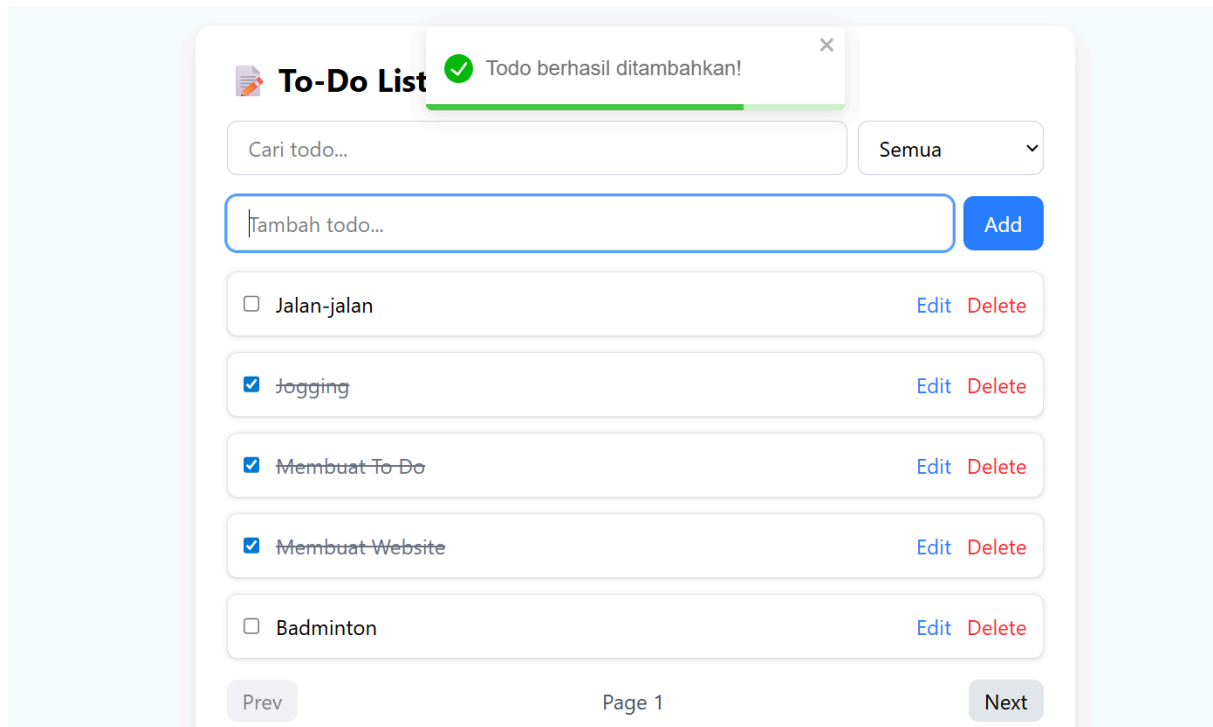 To-Do List
Todo berhasil ditambahkan!
Cari todo...
Semua
Tambah todo...
Add
Jalan-jalan Edit Delete
Jogging Edit Delete
Membuat To Do Edit Delete
Membuat Website Edit Delete
Badminton Edit Delete
Prev Page 1 Next